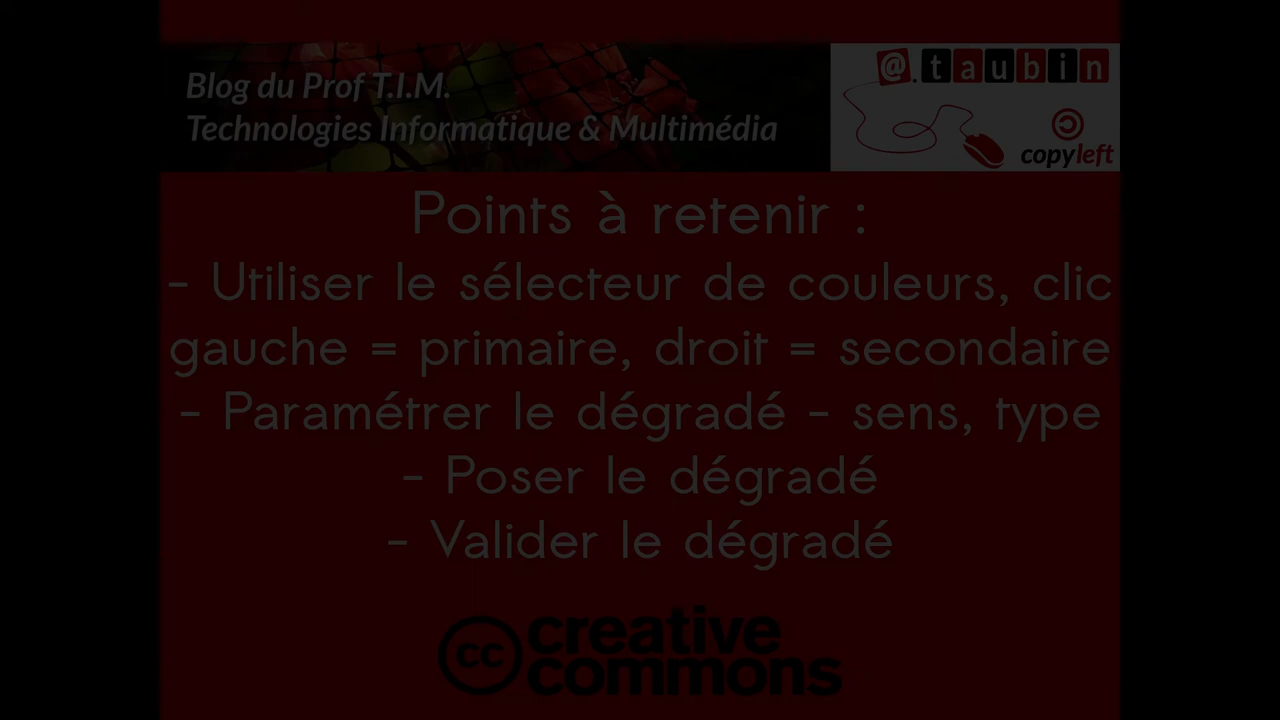 Blog du Prof T.I.M.
Technologies Informatique & Multimédia
@.taubin
copyleft
Points à retenir :
- Utiliser le sélecteur de couleurs, clic
gauche = primaire, droit = secondaire
- Paramétrer le dégradé - sens, type
- Poser le dégradé
- Valider le dégradé
cc creative
commons